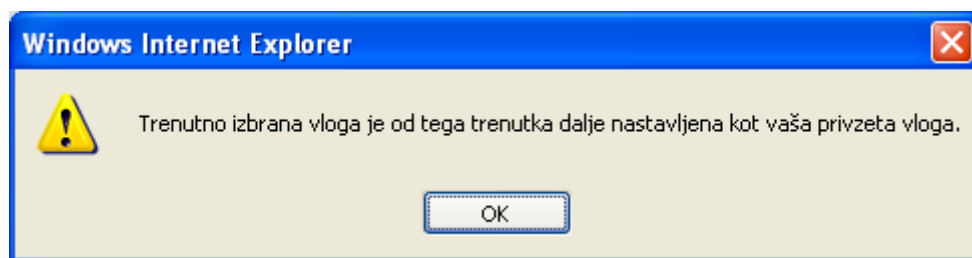 Windows Internet Explorer
Trenutno izbrana vloga je od tega trenutka dalje nastavljena kot vaša privzeta vloga.
OK